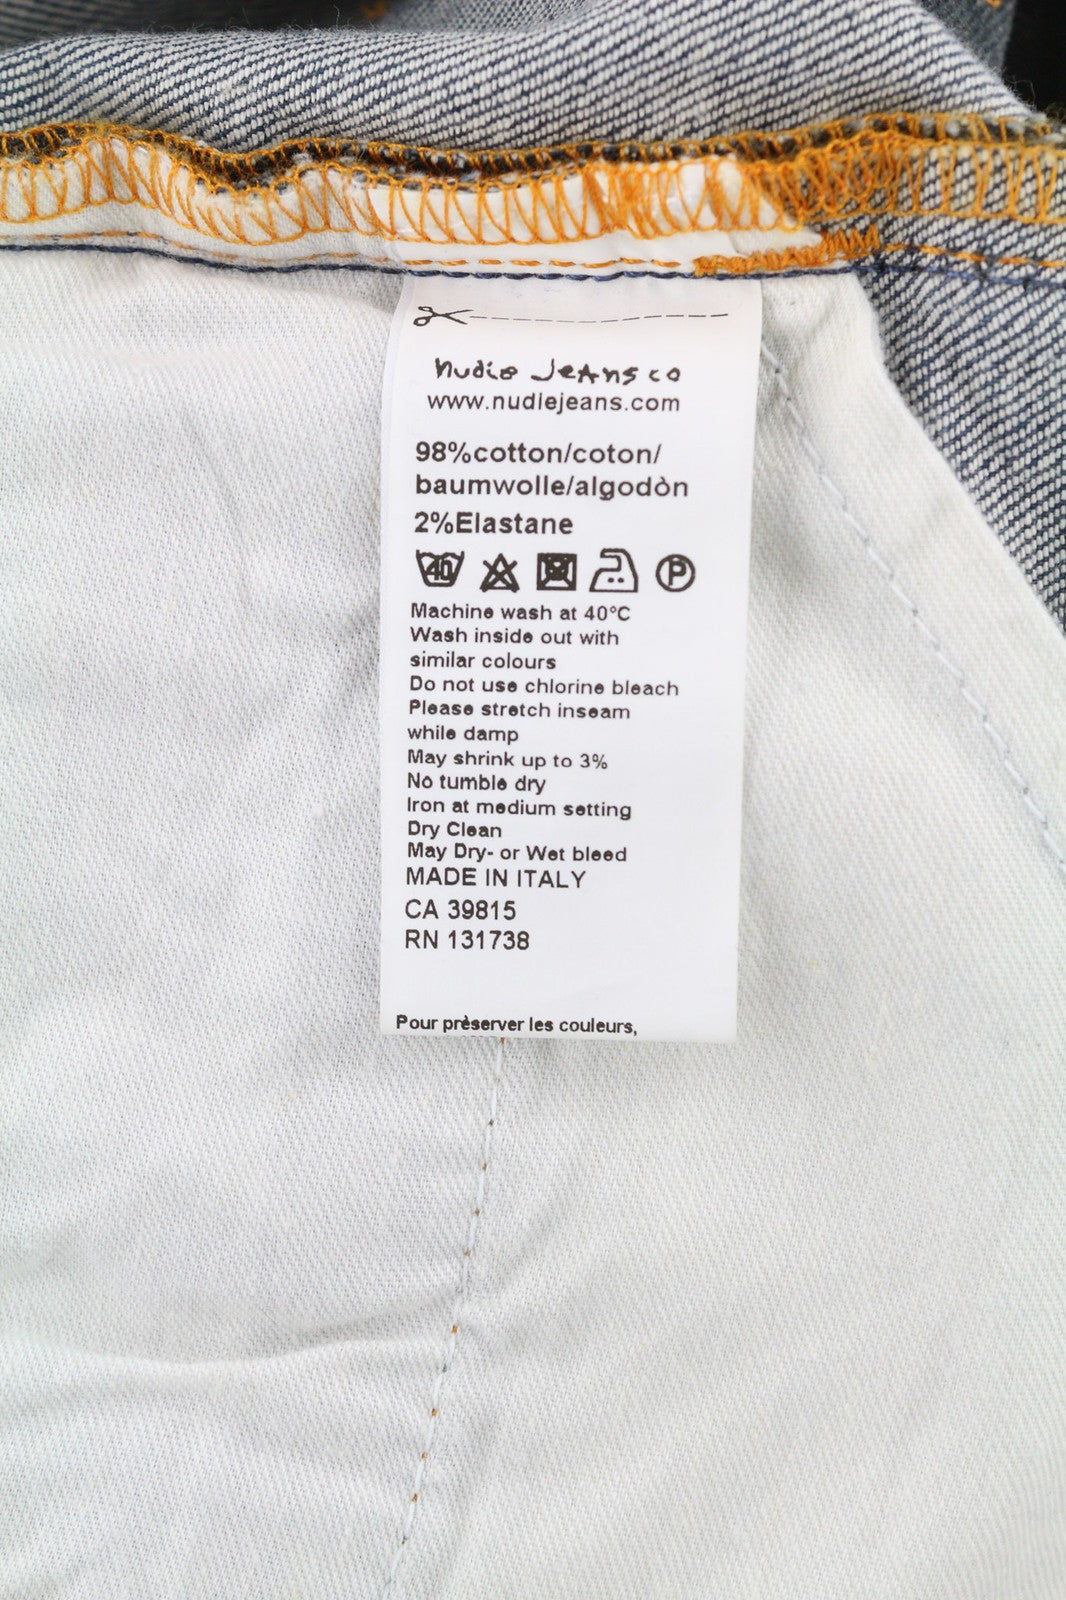 nudie Jeans co
www.nudiejeans.com
98%cotton/coton/
baumwolle/algodòn
2%Elastane
40 P
Machine wash at 40°C
Wash inside out with
similar colours
Do not use chlorine bleach
Please stretch inseam
while damp
May shrink up to 3%
No tumble dry
Iron at medium setting
Dry Clean
May Dry- or Wet bleed
MADE IN ITALY
CA 39815
RN 131738
Pour prèserver les couleurs,